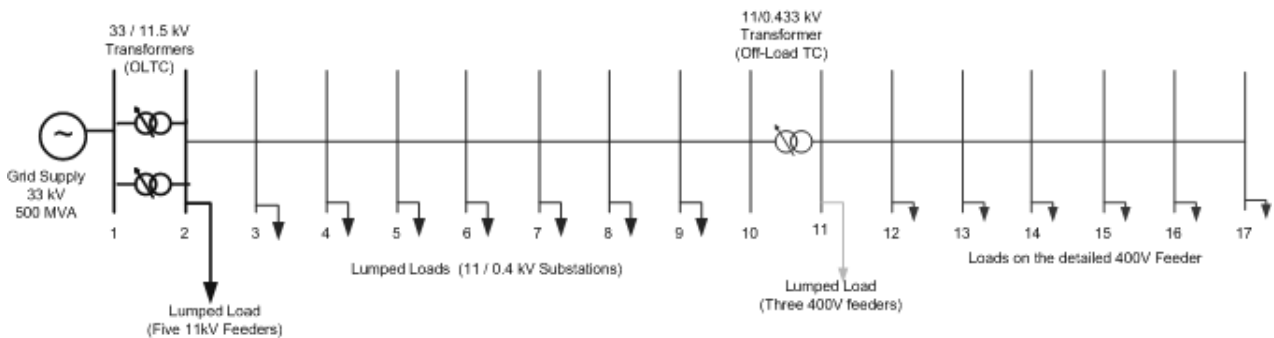 33 / 11.5 kV
Transformers
(OLTC)
11/0.433 kV
Transformer
(Off-Load TC)
~
Grid Supply
33 kV
500 MVA
1
2
3
4
5
6
7
8
9
10
11
12
13
14
15
16
17
Lumped Loads (11 / 0.4 kV Substations)
Loads on the detailed 400V Feeder
Lumped Load
(Five 11kV Feeders)
Lumped Load
(Three 400V feeders)